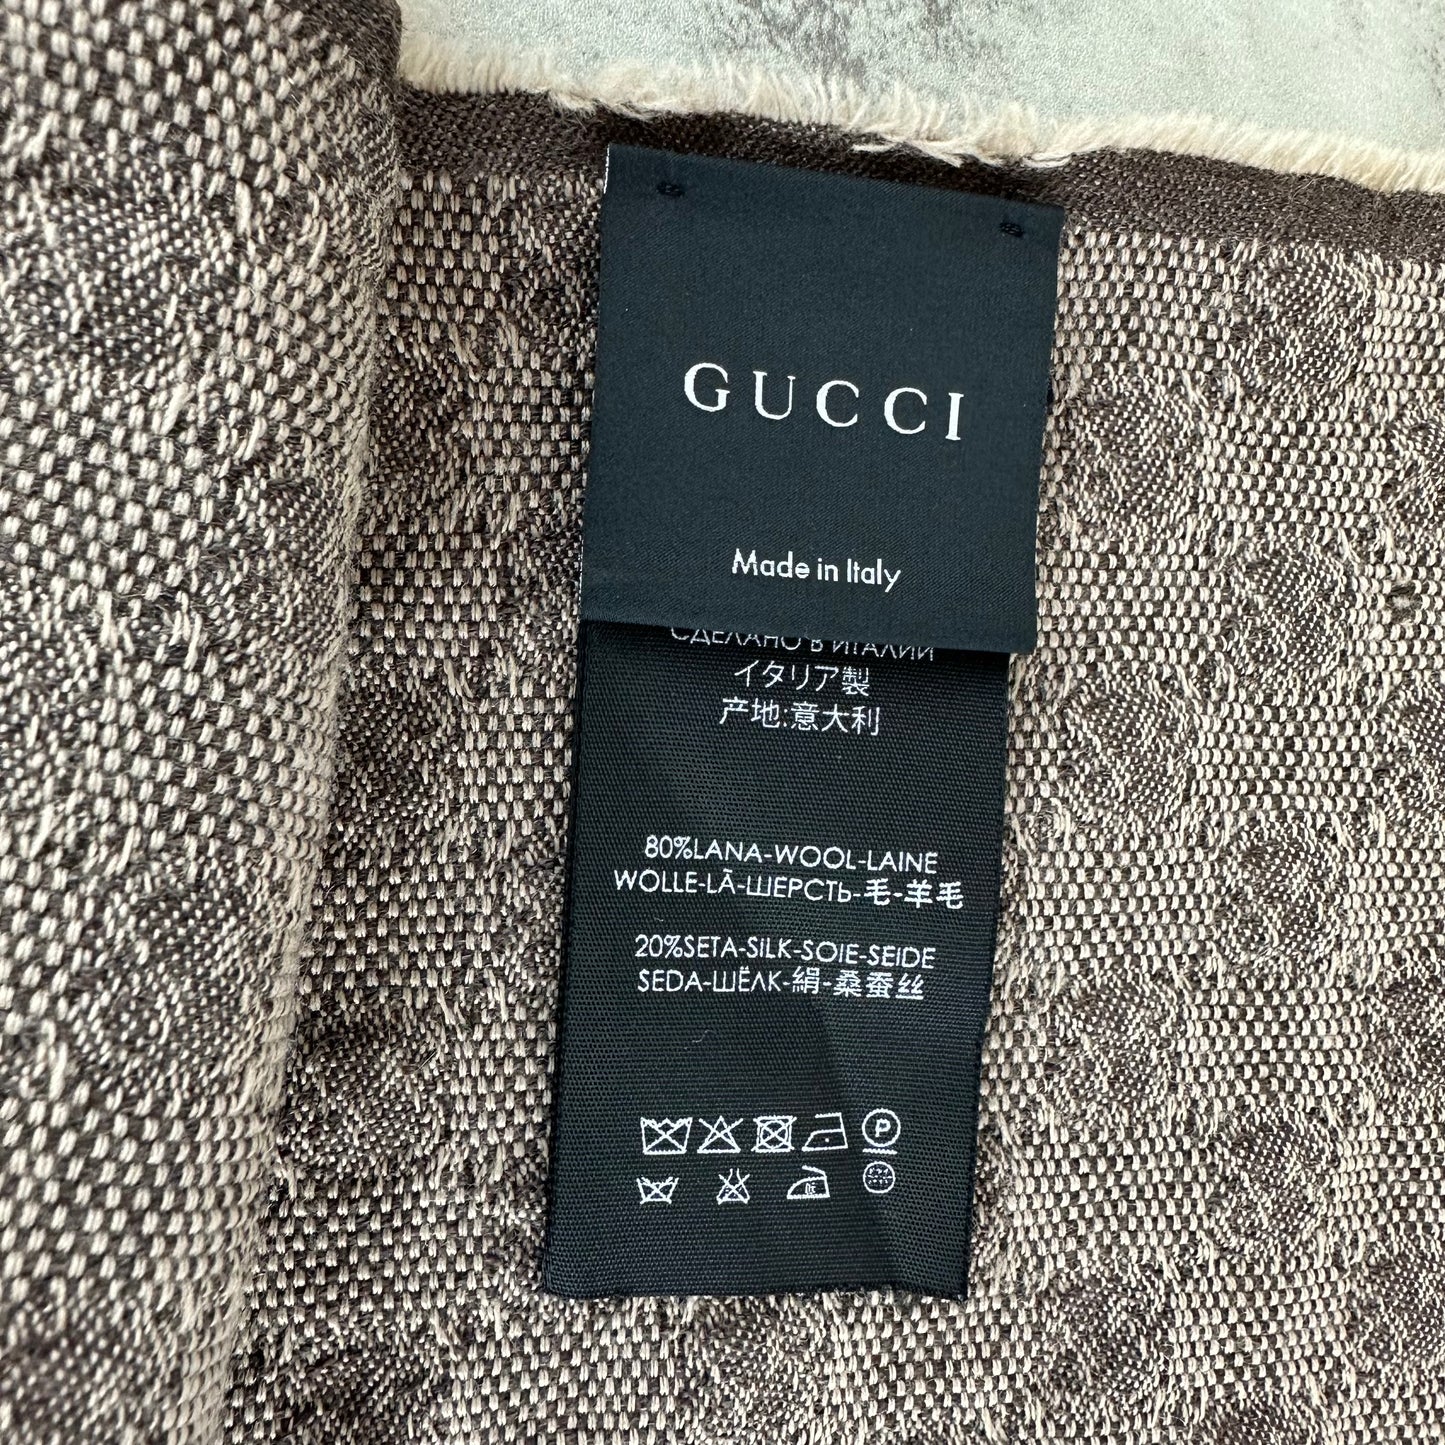 GUCCI
Made in Italy
СДЕЛАНО В ИТАЛИИ
イタリア製
产地:意大利
80%LANA-WOOL-LAINE
WOLLE-LÃ-ШЕРСТЬ-毛-羊毛
20%SETA-SILK-SOIE-SEIDE
SEDA-ШЁЛК-絹-桑蚕丝
P